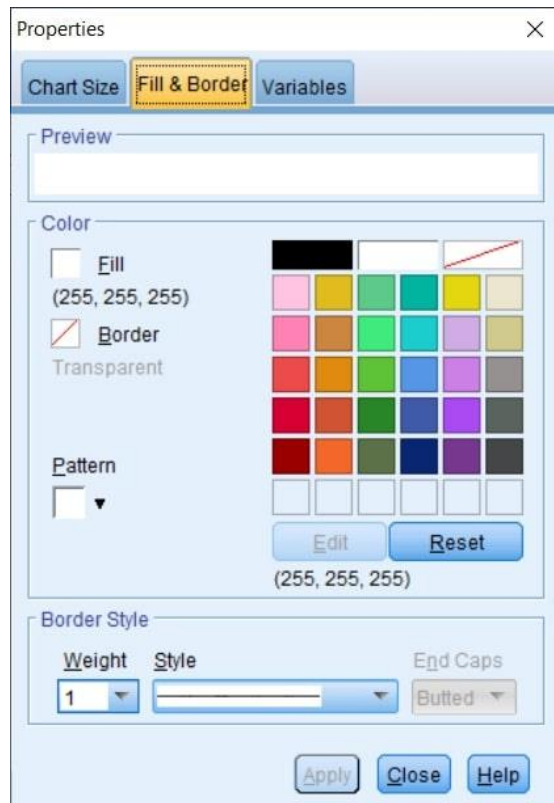 Properties
Chart Size Fill & Border Variables
Preview
Color
Fill
(255, 255, 255)
Border
Transparent
Pattern
Edit Reset
(255, 255, 255)
Border Style
Weight Style End Caps
1 Butted
Apply Close Help